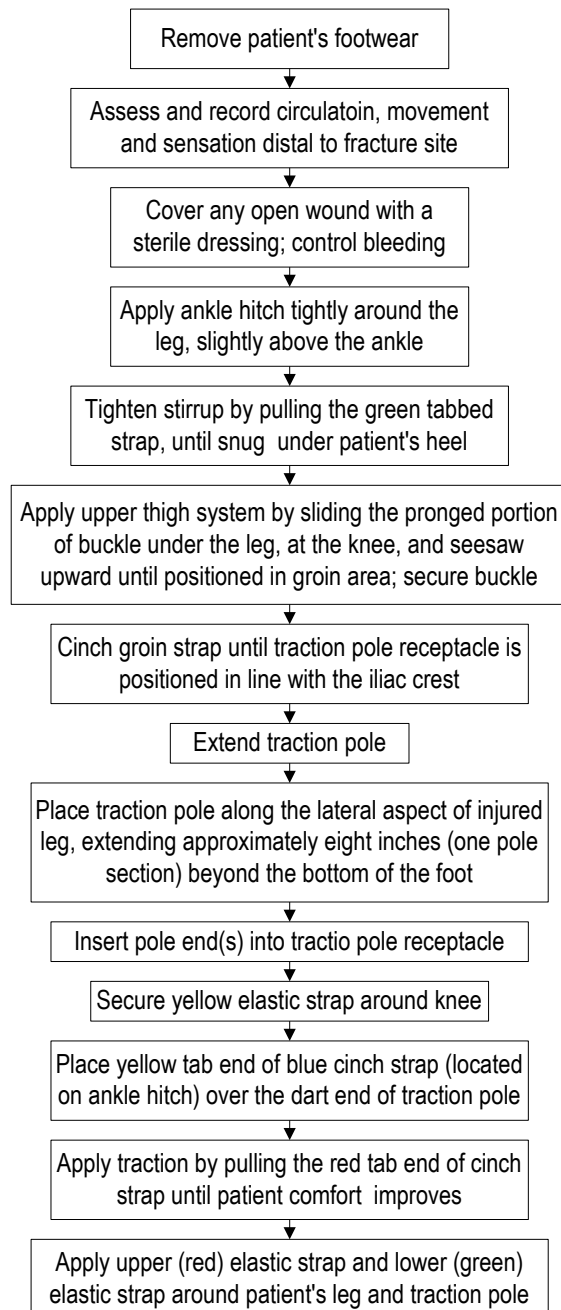 Remove patient's footwear
Assess and record circulatoin, movement
and sensation distal to fracture site
Cover any open wound with a
sterile dressing; control bleeding
Apply ankle hitch tightly around the
leg, slightly above the ankle
Tighten stirrup by pulling the green tabbed
strap, until snug under patient's heel
Apply upper thigh system by sliding the pronged portion
of buckle under the leg, at the knee, and seesaw
upward until positioned in groin area; secure buckle
Cinch groin strap until traction pole receptacle is
positioned in line with the iliac crest
Extend traction pole
Place traction pole along the lateral aspect of injured
leg, extending approximately eight inches (one pole
section) beyond the bottom of the foot
Insert pole end(s) into tractio pole receptacle
Secure yellow elastic strap around knee
Place yellow tab end of blue cinch strap (located
on ankle hitch) over the dart end of traction pole
Apply traction by pulling the red tab end of cinch
strap until patient comfort improves
Apply upper (red) elastic strap and lower (green)
elastic strap around patient's leg and traction pole